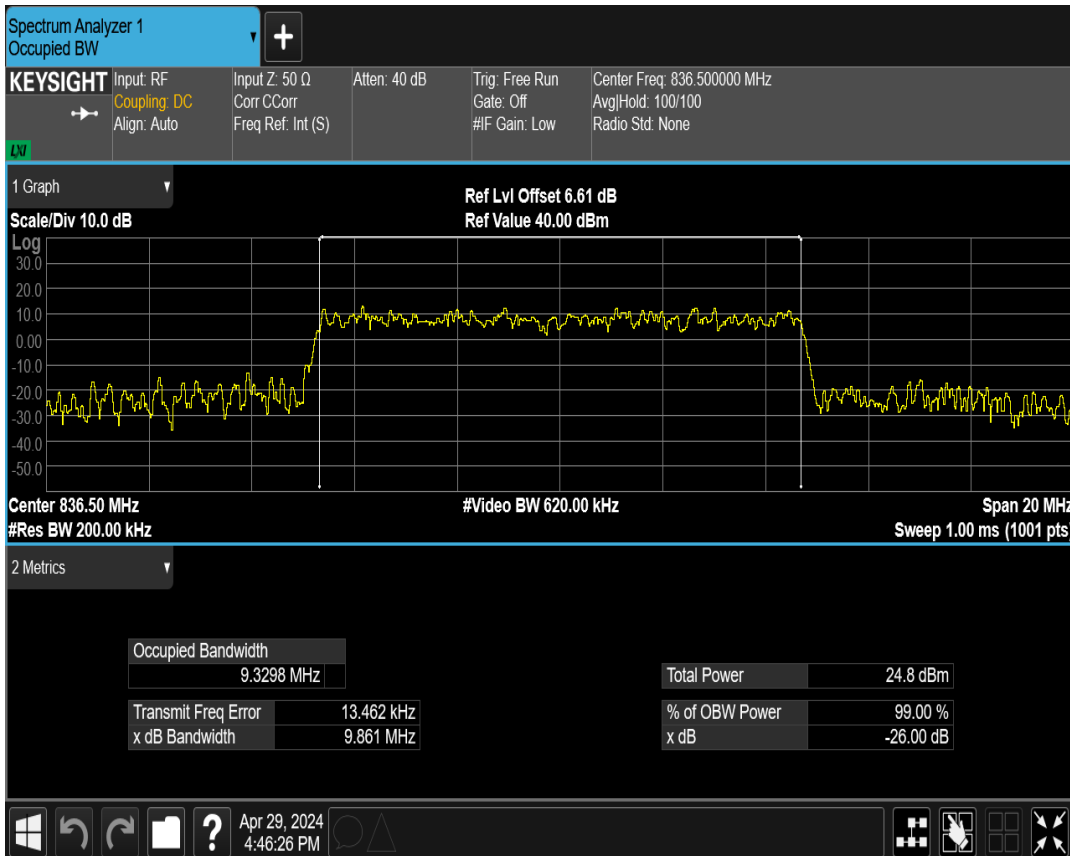 Spectrum Analyzer 1
Occupied BW
KEYSIGHT
LXI
Input: RF
Coupling: DC
Align: Auto
Input Z: 50 Ω
Corr CCorr
Freq Ref: Int (S)
Atten: 40 dB
Trig: Free Run
Gate: Off
#IF Gain: Low
Center Freq: 836.500000 MHz
Avg|Hold: 100/100
Radio Std: None
1 Graph
Scale/Div 10.0 dB
Ref Lvl Offset 6.61 dB
Ref Value 40.00 dBm
Log
30.0
20.0
10.0
0.00
-10.0
-20.0
-30.0
-40.0
-50.0
Center 836.50 MHz
#Res BW 200.00 kHz
#Video BW 620.00 kHz
Span 20 MHz
Sweep 1.00 ms (1001 pts)
2 Metrics
Occupied Bandwidth
9.3298 MHz
Transmit Freq Error 13.462 kHz
x dB Bandwidth 9.861 MHz
Total Power 24.8 dBm
% of OBW Power 99.00 %
x dB -26.00 dB
?
Apr 29, 2024
4:46:26 PM